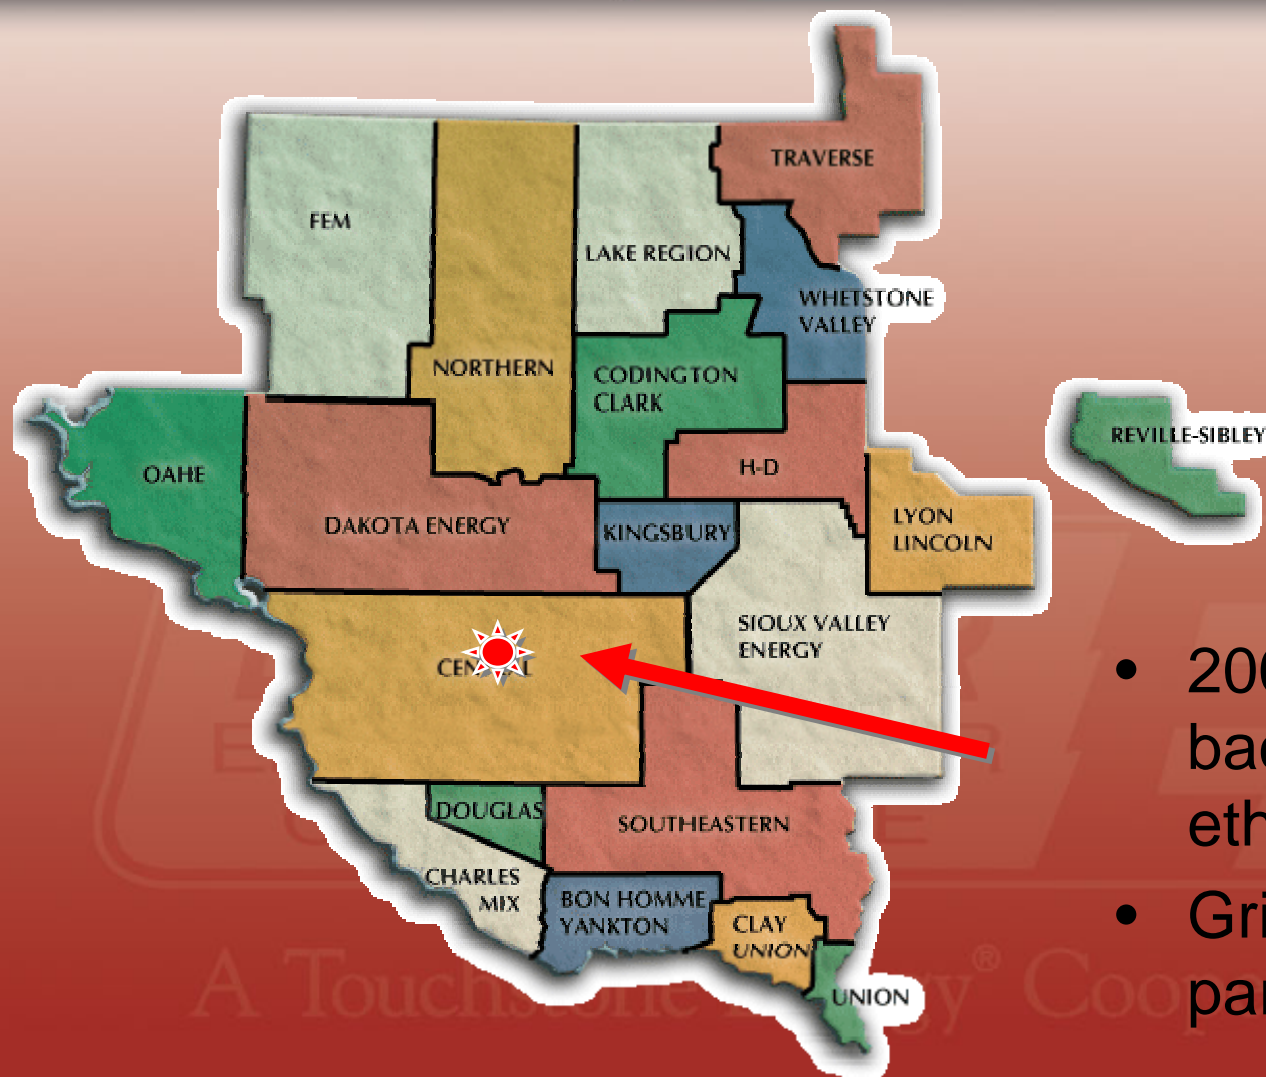 TRAVERSE
FEM
LAKE REGION
WHETSTONE
VALLEY
NORTHERN
CODINGTON
CLARK
REVILLE-SIBLEY
OAHE
H-D
DAKOTA ENERGY
KINGSBURY
LYON
LINCOLN
SIOUX VALLEY
ENERGY
DOUGLAS
SOUTHEASTERN
CHARLES
MIX
BON HOMME
YANKTON
CLAY
UNION
UNION
A Touchstone Energy®